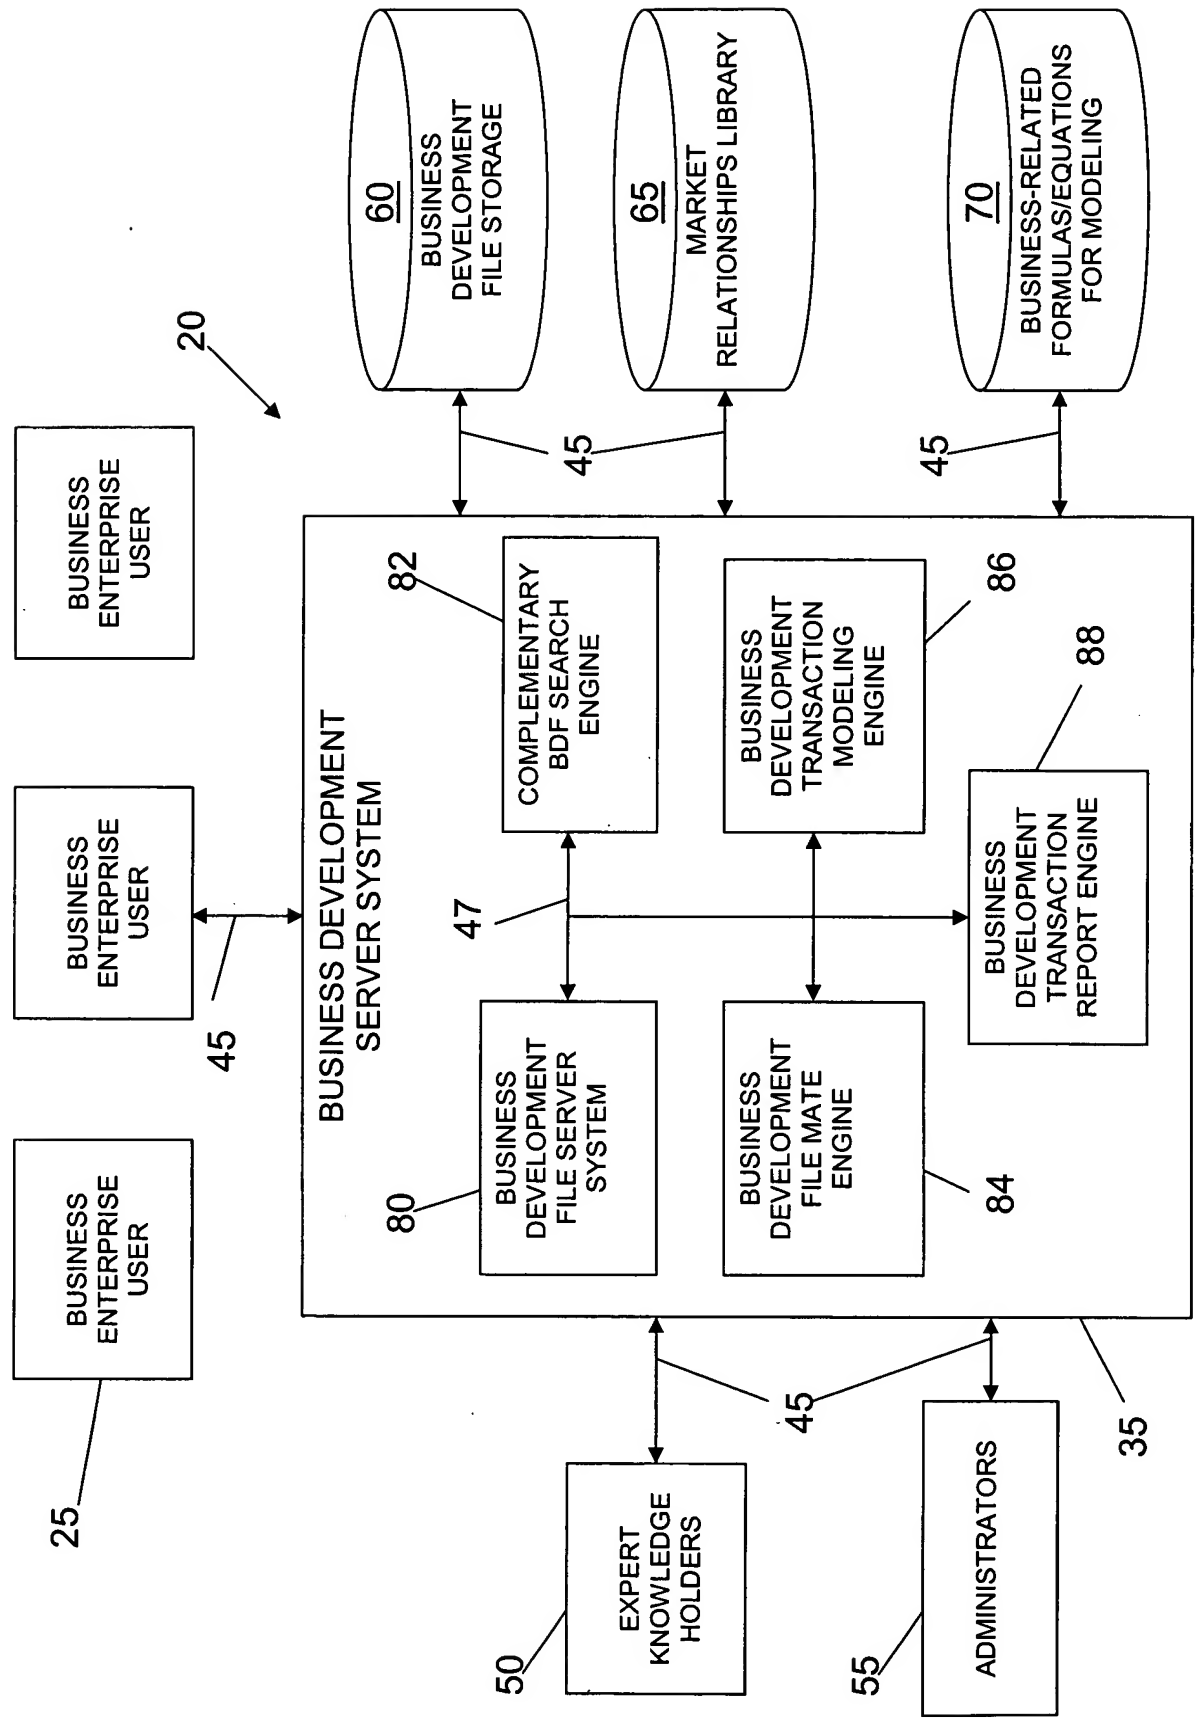 20
BUSINESS
ENTERPRISE
USER
BUSINESS
ENTERPRISE
USER
BUSINESS
ENTERPRISE
USER
25
45
BUSINESS DEVELOPMENT
SERVER SYSTEM
80
BUSINESS
DEVELOPMENT
FILE SERVER
SYSTEM
47
82
COMPLEMENTARY
BDF SEARCH
ENGINE
BUSINESS
DEVELOPMENT
FILE MATE
ENGINE
84
BUSINESS
DEVELOPMENT
TRANSACTION
MODELING
ENGINE
86
BUSINESS
DEVELOPMENT
TRANSACTION
REPORT ENGINE
88
35
50
EXPERT
KNOWLEDGE
HOLDERS
45
55
ADMINISTRATORS
45
60
BUSINESS
DEVELOPMENT
FILE STORAGE
65
MARKET
RELATIONSHIPS LIBRARY
45
70
BUSINESS-RELATED
FORMULAS/EQUATIONS
FOR MODELING